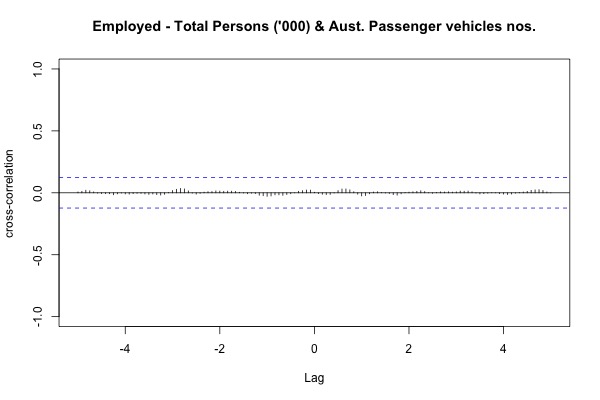 Employed - Total Persons ('000) & Aust. Passenger vehicles nos.
1.0
0.5
0.0
-0.5
-1.0
cross-correlation
-4 -2 0 2 4
Lag